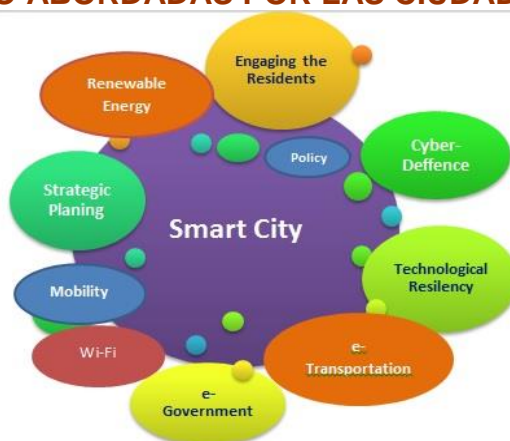 ABORDADAS POR LAS CIUDAD
Engaging the
Residents
Renewable
Energy
Policy
Cyber-
Deffence
Strategic
Planing
Smart City
Technological
Resilency
Mobility
Wi-Fi
e-
Transportation
e-
Government